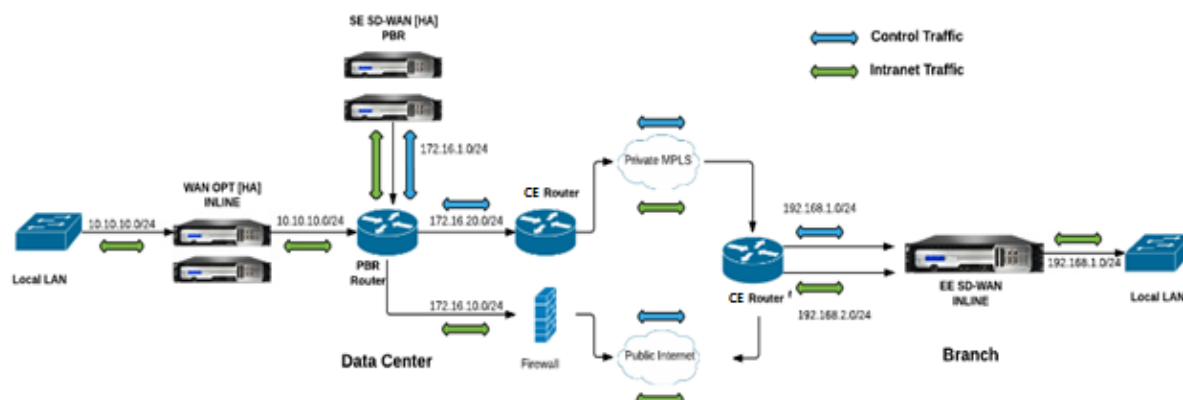 SE SD-WAN [HA]
PBR
Control Traffic
Intranet Traffic
172.16.1.0/24
Private MPLS
WAN OPT [HA]
INLINE
CE Router
10.10.10.0/24
10.10.10.0/24
172.16.20.0/24
192.168.1.0/24
Local LAN
PBR
Router
192.168.1.0/24
EE SD-WAN
INLINE
Local LAN
CE Router f
172.16.10.0/24
192.168.2.0/24
Data Center
Firewall
Public Internet
Branch